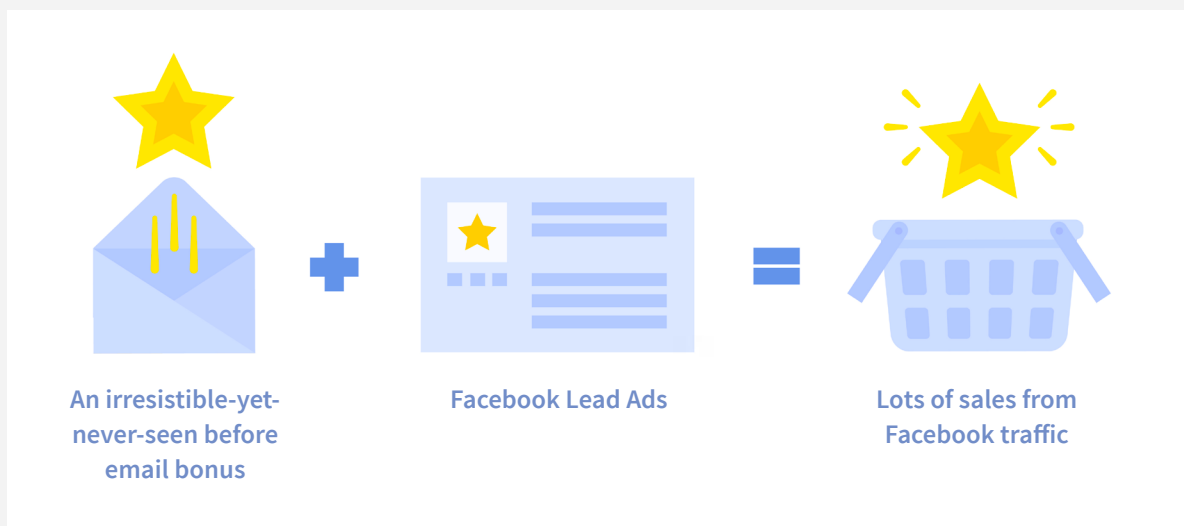 An irresistible-yet-
never-seen before
email bonus
Facebook Lead Ads
Lots of sales from
Facebook traffic